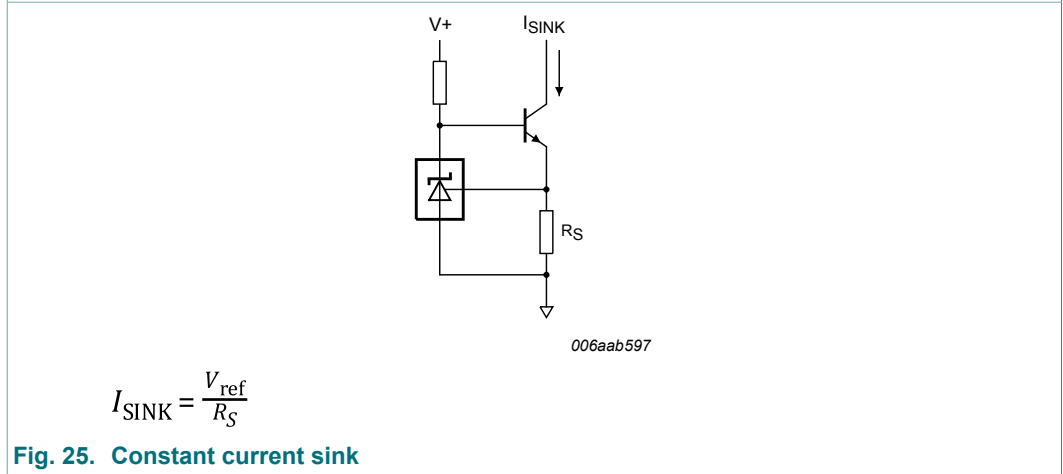 V+
ISINK
RS
006aab597
ISINK = Vref / RS
Fig. 25. Constant current sink